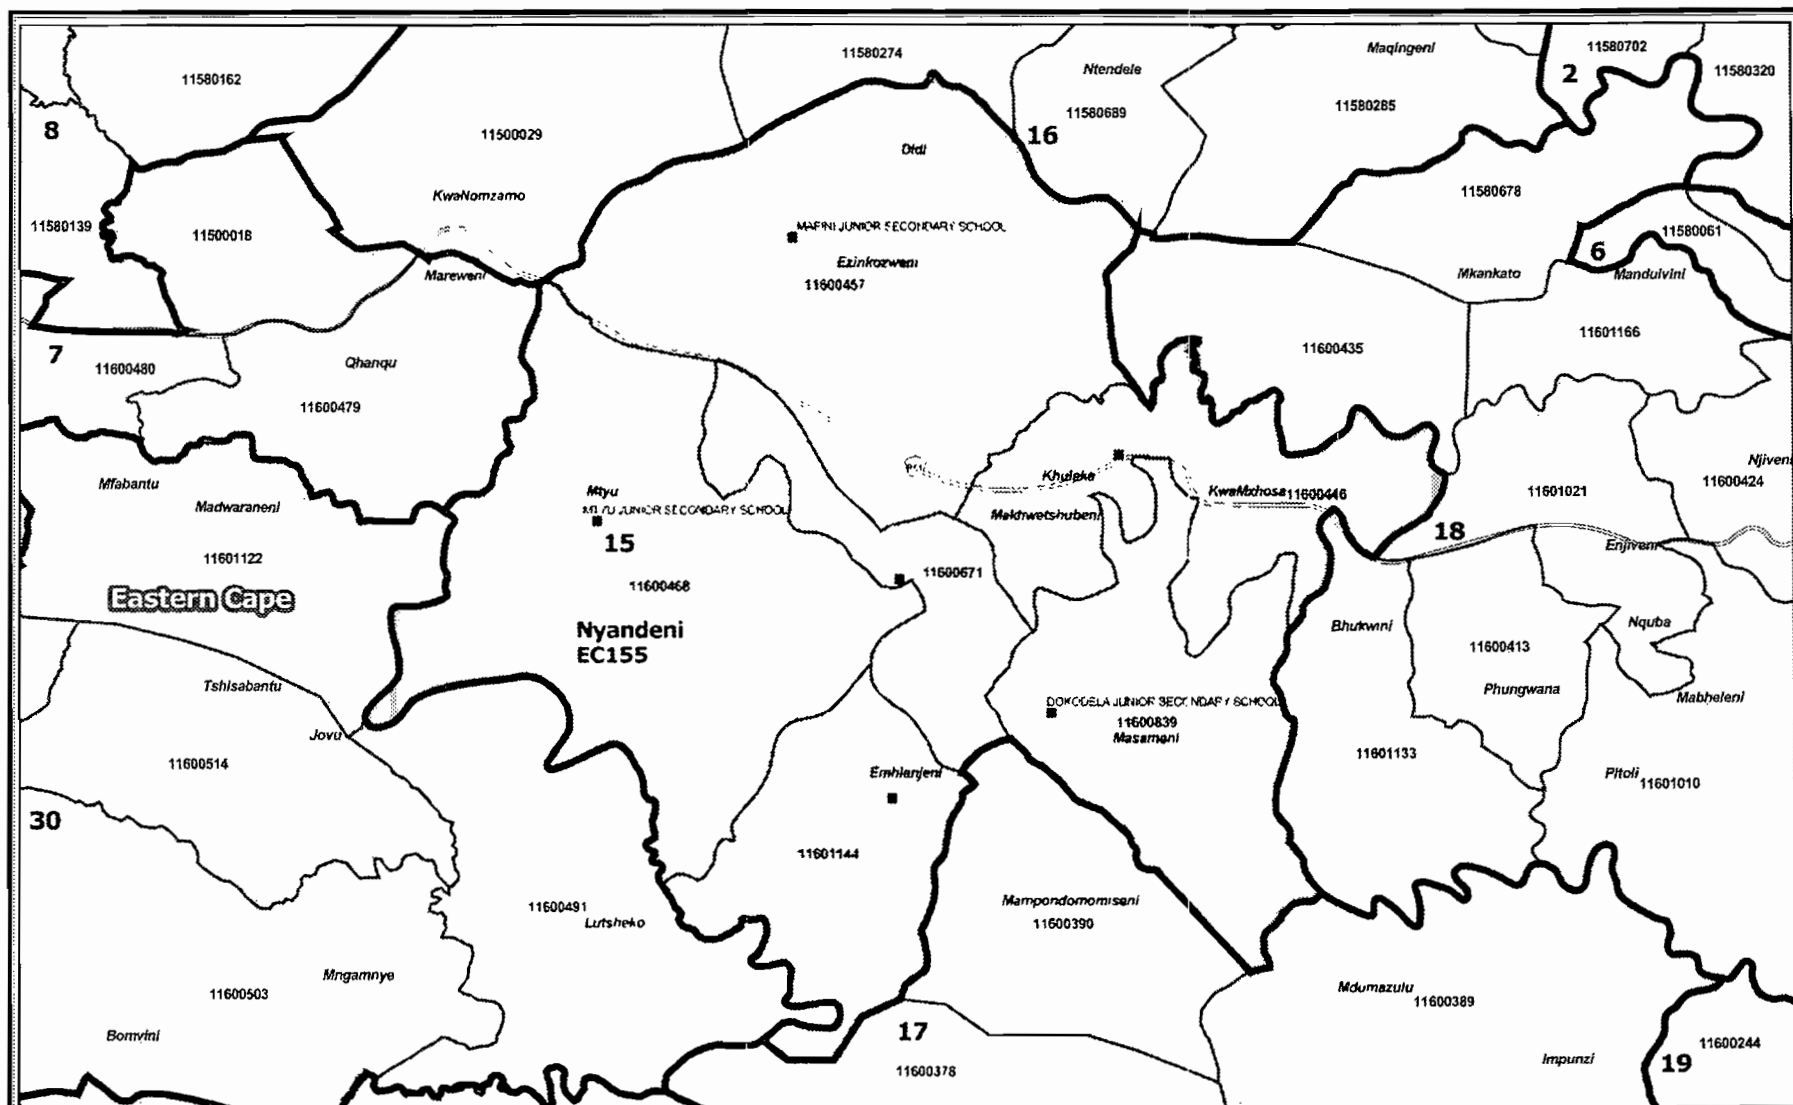 11580274
Maqingeni
11580702
11580320
11580162
Ntendele
2
11580285
11580689
8
11500029
16
Didi
11580678
KwaNomzamo
11580139
11500018
MAFINI JUNIOR SECONDARY SCHOOL
11580061
6
Ezinkozweni
Mareweni
Mkankato
Manduivini
11600457
11601166
7
11600435
11600480
Qhanqu
11600479
Njiveni
Khuleka
11600424
Mfabantu
Mtyu
KwaMxhosa
11600446
11601021
Madwaraneni
MTYU JUNIOR SECONDARY SCHOOL
Makhwetshubeni
18
15
Enjiveni
11601122
11600671
11600468
Eastern Cape
Nyandeni
EC155
Bhukwini
Nquba
11600413
Tshisabantu
Phungwana
Mabheleni
DOKODELA JUNIOR SECONDARY SCHOOL
11600839
Masameni
Jovu
11601133
11600514
Emhlanjeni
Pitoli
11601010
30
11601144
Mampondomomiseni
11600390
11600491
Lutsheko
Mngamnye
11600503
Mdumazulu
11600389
Bomvini
17
11600244
Impunzi
19
11600378